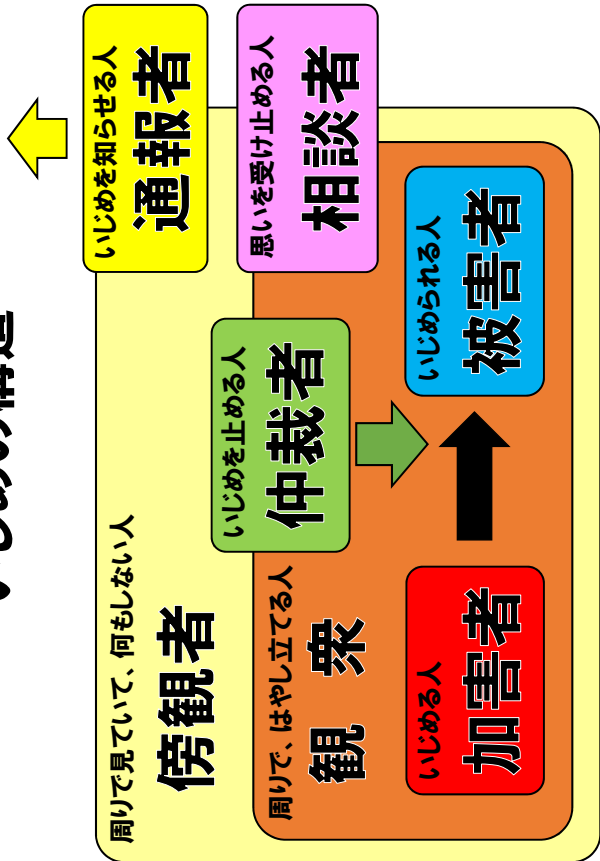 いじめの構造
周りで見ていて、何もしない人
傍観者
いじめを知らせる人
通報者
いじめを止める人
仲裁者
思いを受け止める人
相談者
周りで、はやし立てる人
観衆
いじめる人
加害者
いじめられる人
被害者